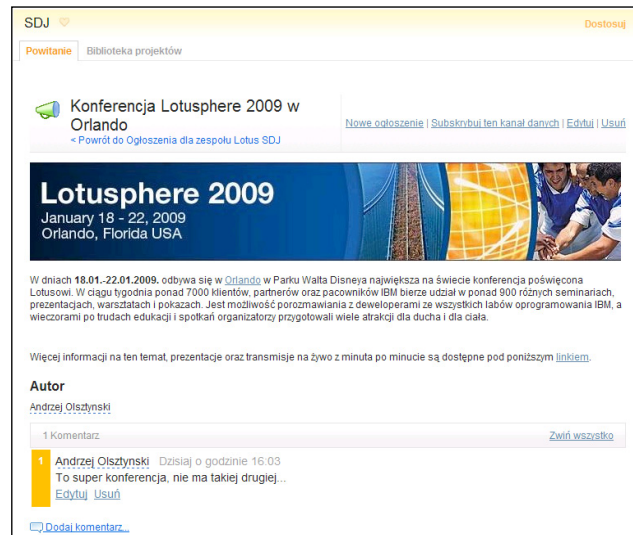 SDJ
Dostosuj
Powitanie Biblioteka projektów
Konferencja Lotusphere 2009 w
Orlando
< Powrót do Ogłoszenia dla zespołu Lotus SDJ
Nowe ogłoszenie | Subskrybuj ten kanał danych | Edytuj | Usuń
Lotusphere 2009
January 18 - 22, 2009
Orlando, Florida USA
W dniach 18.01.-22.01.2009. odbywa się w Orlando w Parku Walta Disneya największa na świecie konferencja poświęcona
Lotusowi. W ciągu tygodnia ponad 7000 klientów, partnerów oraz pacowników IBM bierze udział w ponad 900 różnych seminariach,
prezentacjach, warsztatach i pokazach. Jest możliwość porozmawiania z deweloperami ze wszystkich labów oprogramowania IBM, a
wieczorami po trudach edukacji i spotkań organizatorzy przygotowali wiele atrakcji dla ducha i dla ciała.
Więcej informacji na ten temat, prezentacje oraz transmisje na żywo z minuta po minucie są dostępne pod poniższym linkiem.
Autor
Andrzej Olsztynski
1 Komentarz Zwiń wszystko
1 Andrzej Olsztynski Dzisiaj o godzinie 16:03
To super konferencja, nie ma takiej drugiej...
Edytuj Usuń
Dodaj komentarz...